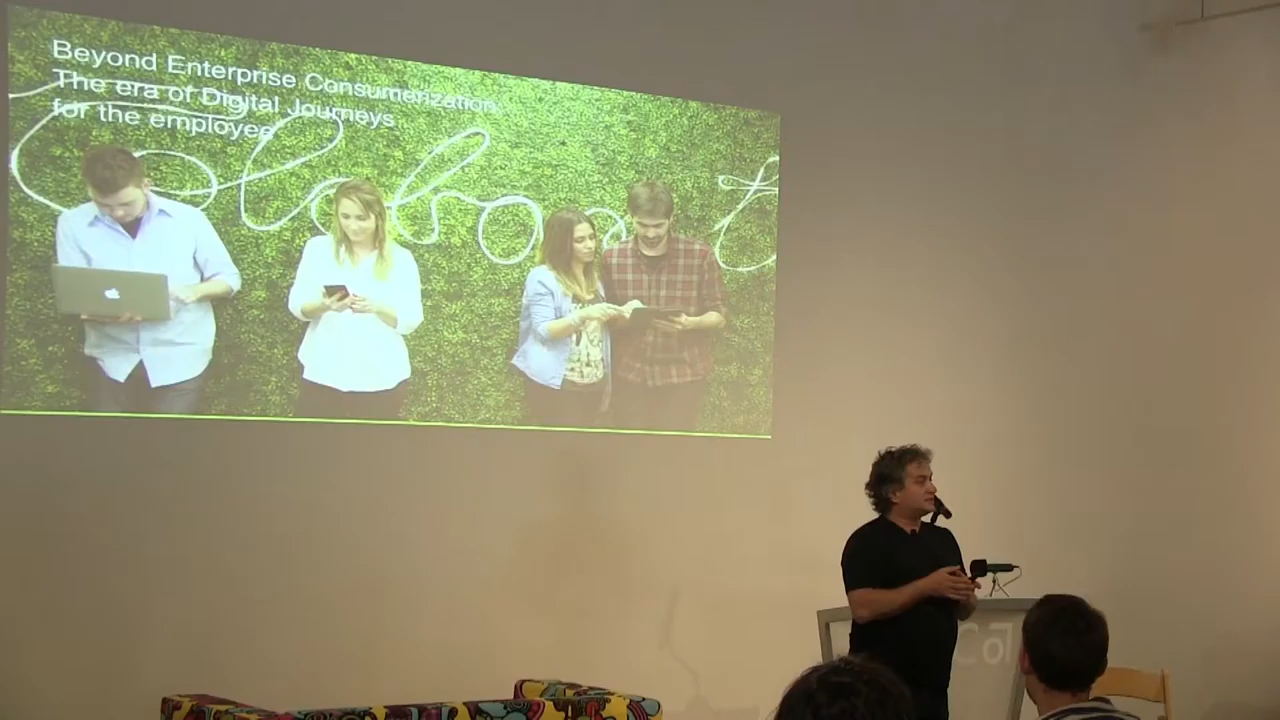 Beyond Enterprise Consumerization
The era of Digital Journeys
for the employee